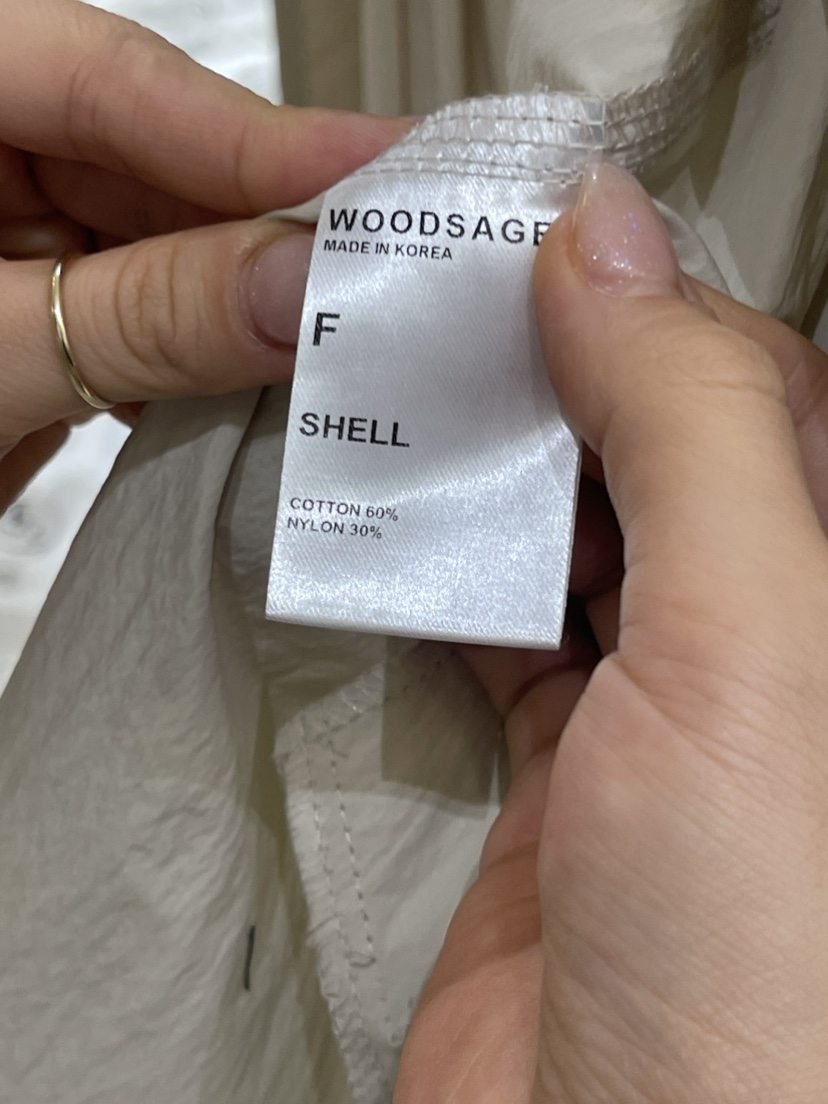 WOODSAGE
MADE IN KOREA
F
SHELL
COTTON 60%
NYLON 30%